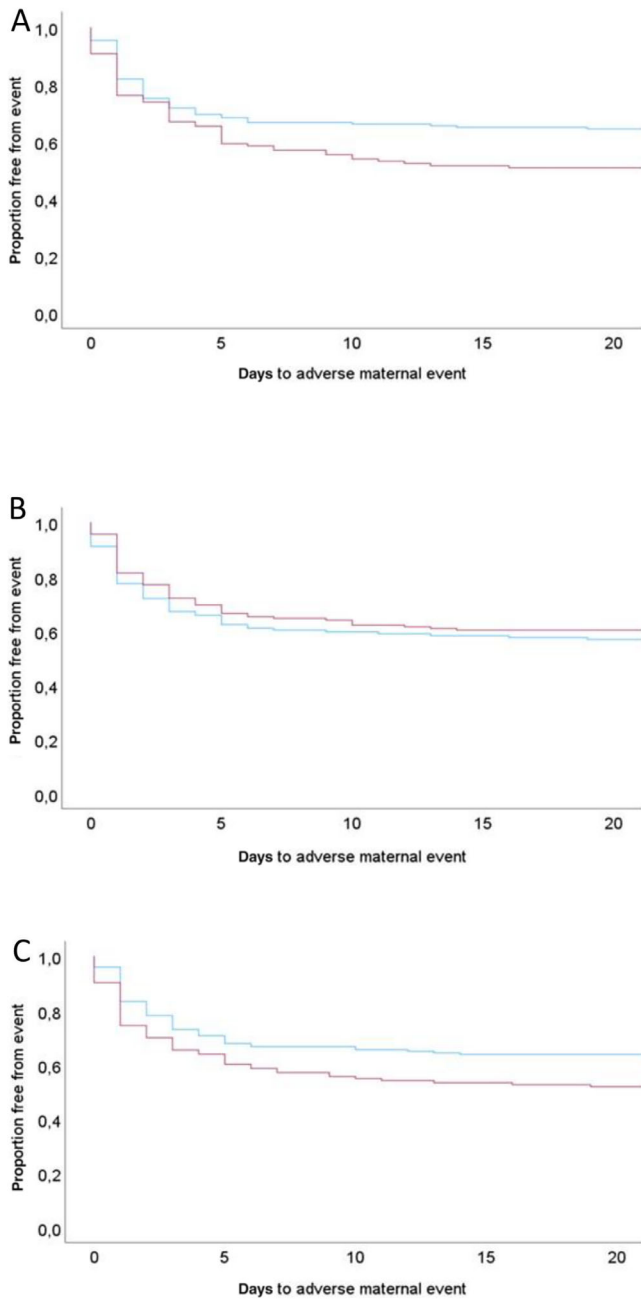 A
Proportion free from event
1,0
0,8
0,6
0,4
0,2
0,0
0 5 10 15 20
Days to adverse maternal event
B
Proportion free from event
1,0
0,8
0,6
0,4
0,2
0,0
0 5 10 15 20
Days to adverse maternal event
C
Proportion free from event
1,0
0,8
0,6
0,4
0,2
0,0
0 5 10 15 20
Days to adverse maternal event